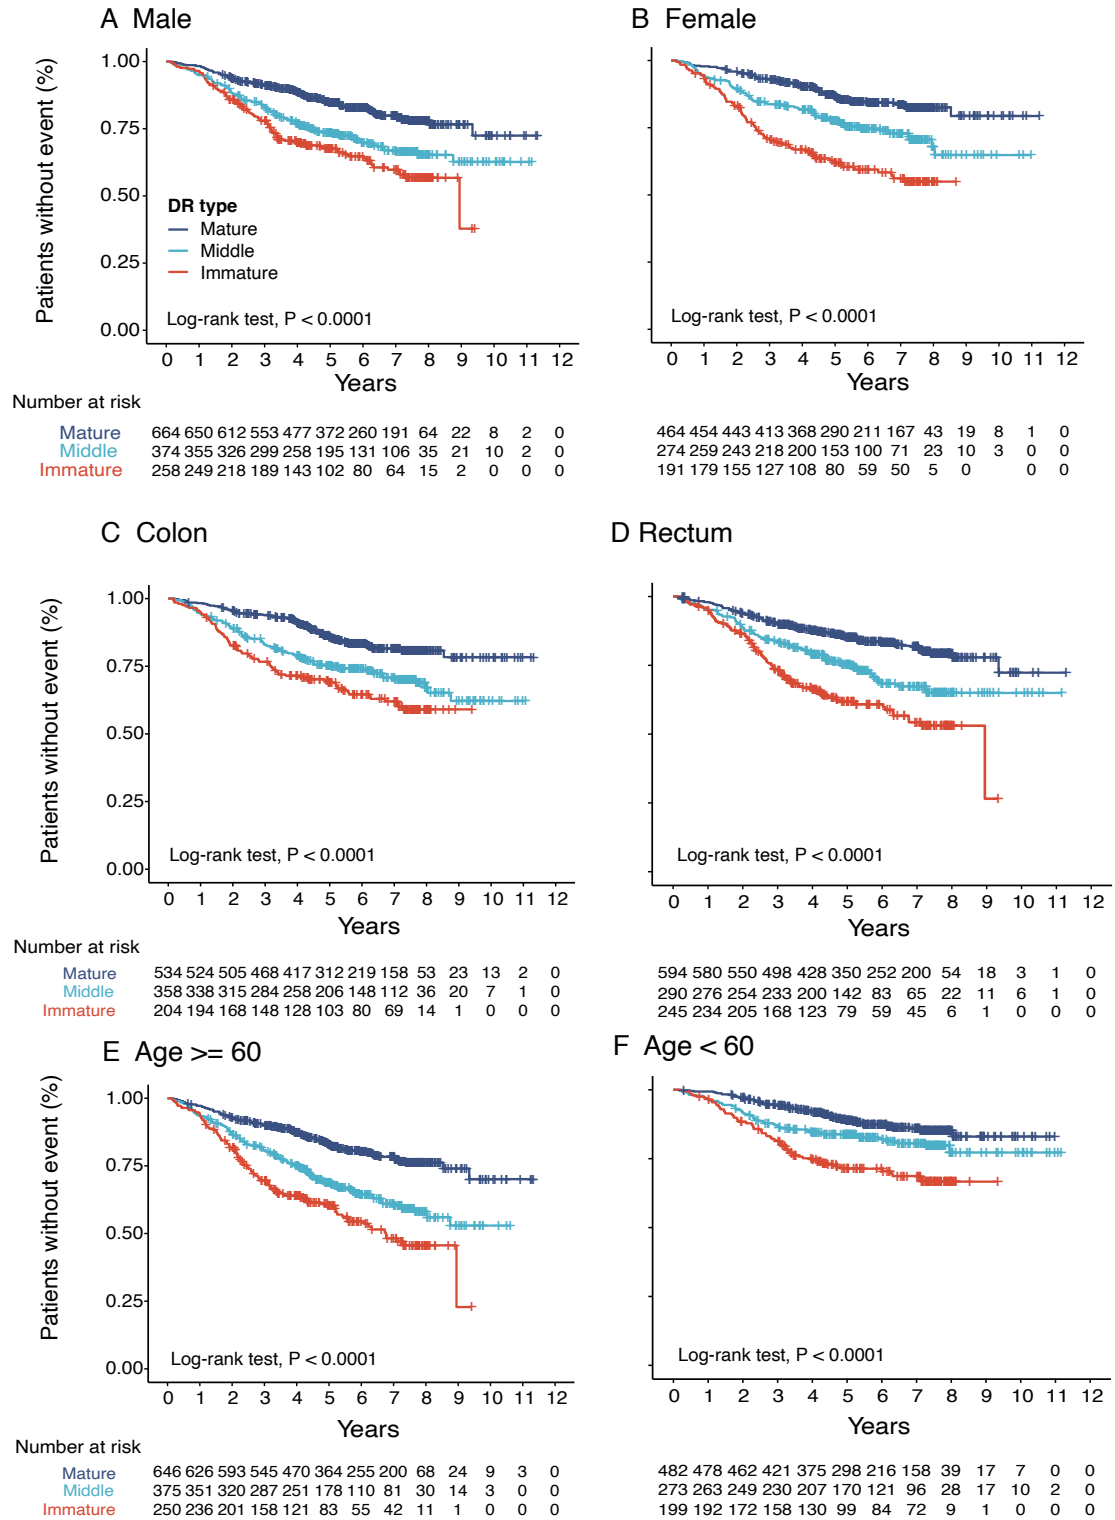 A Male
B Female
Patients without event (%)
1.00
0.75
0.50
0.25
0.00
DR type
Mature
Middle
Immature
Log-rank test, P < 0.0001
Log-rank test, P < 0.0001
0 1 2 3 4 5 6 7 8 9 10 11 12
0 1 2 3 4 5 6 7 8 9 10 11 12
Years
Years
Number at risk
Mature 664 650 612 553 477 372 260 191 64 22 8 2 0
Middle 374 355 326 299 258 195 131 106 35 21 10 2 0
Immature 258 249 218 189 143 102 80 64 15 2 0 0 0
464 454 443 413 368 290 211 167 43 19 8 1 0
274 259 243 218 200 153 100 71 23 10 3 0 0
191 179 155 127 108 80 59 50 5 0 0 0
C Colon
D Rectum
Patients without event (%)
1.00
0.75
0.50
0.25
0.00
Log-rank test, P < 0.0001
Log-rank test, P < 0.0001
0 1 2 3 4 5 6 7 8 9 10 11 12
0 1 2 3 4 5 6 7 8 9 10 11 12
Years
Years
Number at risk
Mature 534 524 505 468 417 312 219 158 53 23 13 2 0
Middle 358 338 315 284 258 206 148 112 36 20 7 1 0
Immature 204 194 168 148 128 103 80 69 14 1 0 0 0
594 580 550 498 428 350 252 200 54 18 3 1 0
290 276 254 233 200 142 83 65 22 11 6 1 0
245 234 205 168 123 79 59 45 6 1 0 0 0
E Age >= 60
F Age < 60
Patients without event (%)
1.00
0.75
0.50
0.25
0.00
Log-rank test, P < 0.0001
Log-rank test, P < 0.0001
0 1 2 3 4 5 6 7 8 9 10 11 12
0 1 2 3 4 5 6 7 8 9 10 11 12
Years
Years
Number at risk
Mature 646 626 593 545 470 364 255 200 68 24 9 3 0
Middle 375 351 320 287 251 178 110 81 30 14 3 0 0
Immature 250 236 201 158 121 83 55 42 11 1 0 0 0
482 478 462 421 375 298 216 158 39 17 7 0 0
273 263 249 230 207 170 121 96 28 17 10 2 0
199 192 172 158 130 99 84 72 9 1 0 0 0